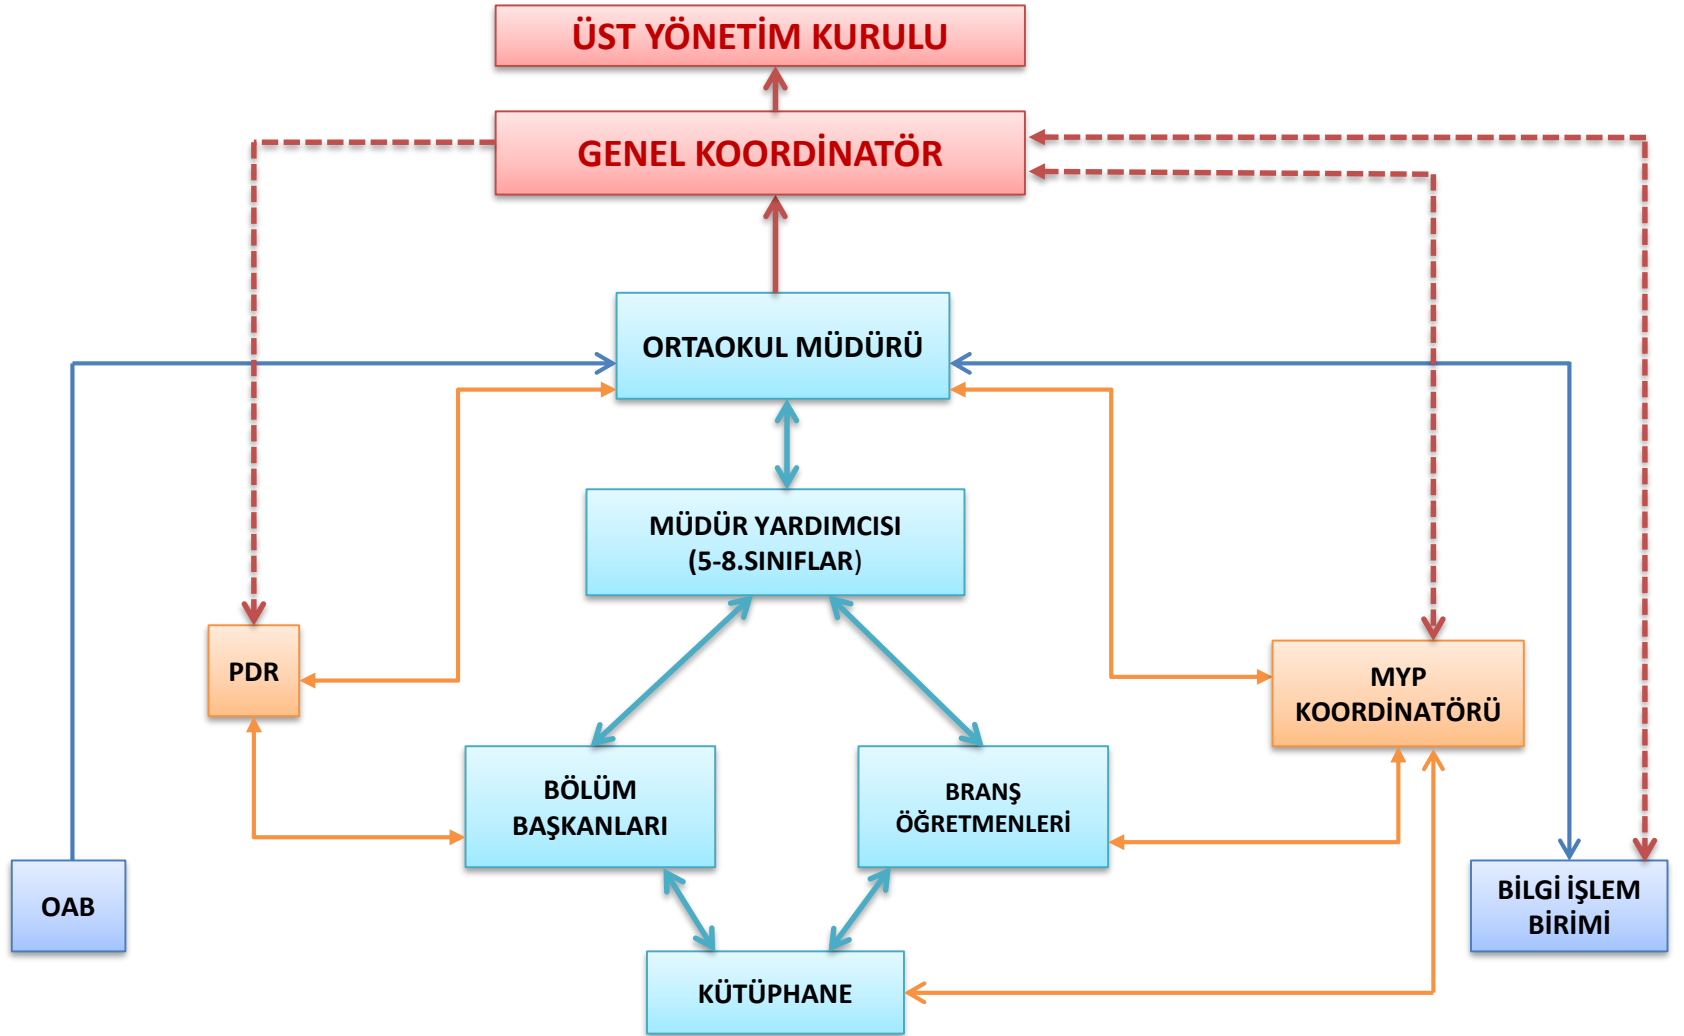 ÜST YÖNETİM KURULU
GENEL KOORDİNATÖR
ORTAOKUL MÜDÜRÜ
MÜDÜR YARDIMCISI
(5-8.SINIFLAR)
PDR
MYP
KOORDİNATÖRÜ
BÖLÜM
BAŞKANLARI
BRANŞ
ÖĞRETMENLERİ
OAB
BİLGİ İŞLEM
BİRİMİ
KÜTÜPHANE